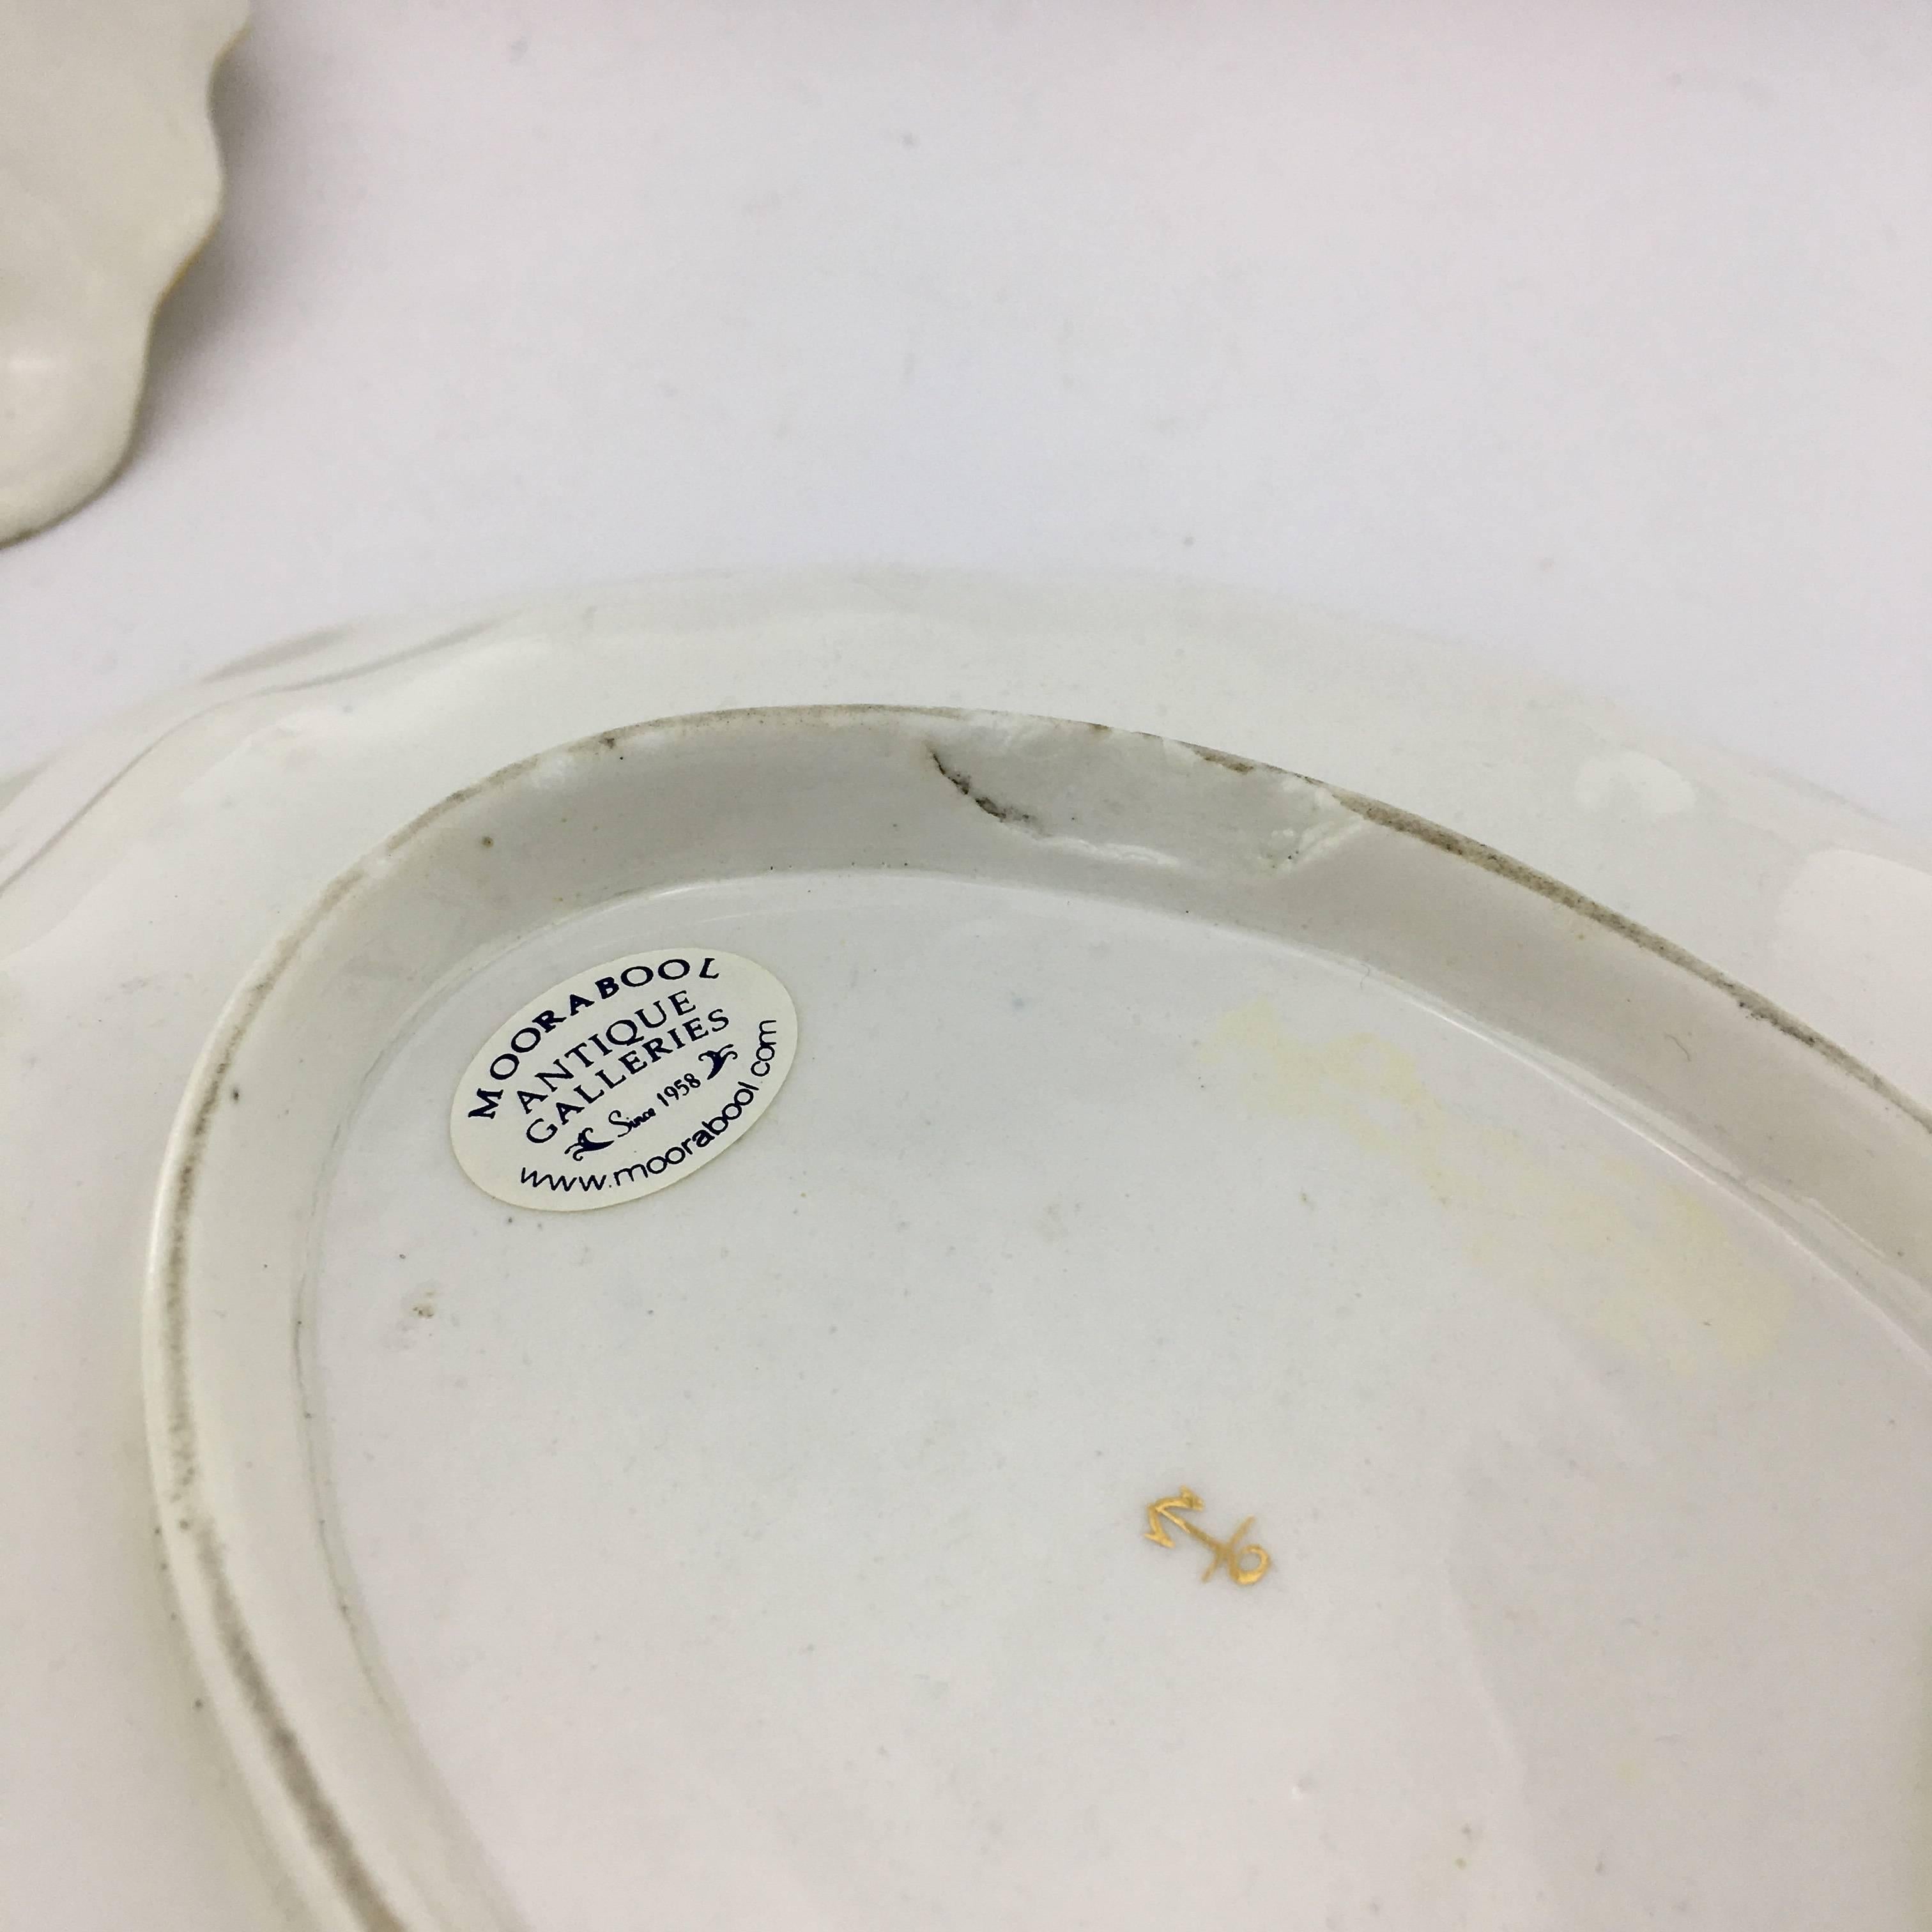 MOORABOOL
ANTIQUE
GALLERIES
Since 1958
www.moorabool.com